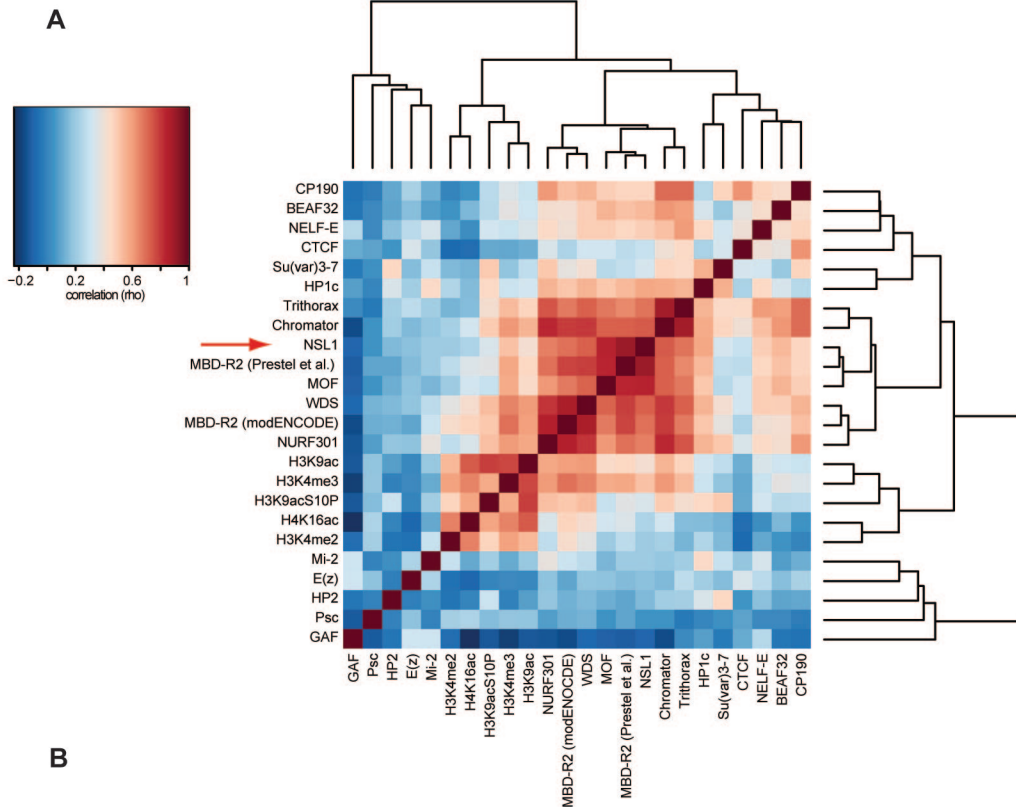 A
−0.2 0.2 0.6 1
correlation (rho)
CP190
BEAF32
NELF-E
CTCF
Su(var)3-7
HP1c
Trithorax
Chromator
NSL1
MBD-R2 (Prestel et al.)
MOF
WDS
MBD-R2 (modENCODE)
NURF301
H3K9ac
H3K4me3
H3K9acS10P
H4K16ac
H3K4me2
Mi-2
E(z)
HP2
Psc
GAF
GAF
Psc
HP2
E(z)
Mi-2
H3K4me2
H4K16ac
H3K9acS10P
H3K4me3
H3K9ac
NURF301
MBD-R2 (modENOCDE)
WDS
MOF
MBD-R2 (Prestel et al.)
NSL1
Chromator
Trithorax
HP1c
Su(var)3-7
CTCF
NELF-E
BEAF32
CP190
B